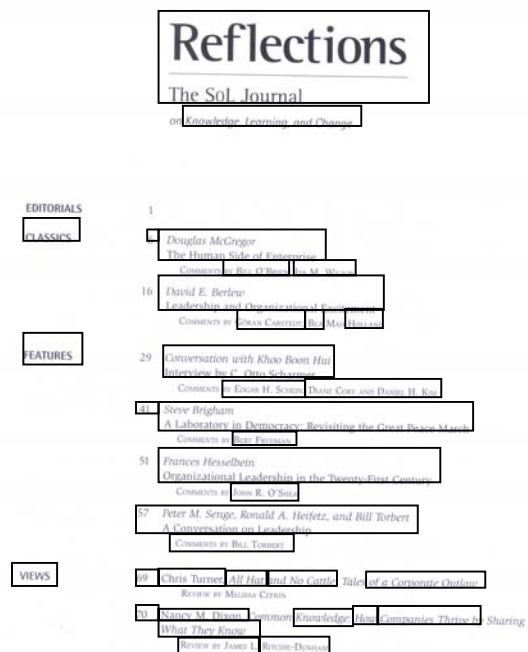 Reflections
The SoL Journal
on Knowledge, Learning, and Change
EDITORIALS 1
CLASSICS Douglas McGregor
The Human Side of Enterprise
COMMENTS BY BILL O'BRIEN, M. WILSON
16 David E. Berlew
Leadership and Organizational Excitement
COMMENTS BY GÖRAN CARSTEDT, HOLLAND
FEATURES 29 Conversation with Khoo Boon Hui
Interview by C. Otto Scharmer
COMMENTS BY EDGAR H. SCHEIN, DIANE CORY AND DANIEL H. KIM
41 Steve Brigham
A Laboratory in Democracy: Revisiting the Great Peace March
COMMENTS BY BERT FREDMAN
51 Frances Hesselbein
Organizational Leadership in the Twenty-First Century
COMMENTS BY JOHN R. O'SHEA
57 Peter M. Senge, Ronald A. Heifetz, and Bill Torbert
A Conversation on Leadership
COMMENTS BY BILL TORBERT
VIEWS 69 Chris Turner, All Hat and No Cattle: Tales of a Corporate Outlaw
REVIEW BY MELISSA CEFKIN
70 Nancy M. Dixon, Common Knowledge: How Companies Thrive by Sharing
What They Know
REVIEW BY JAMES L. RITCHIE-DUNHAM